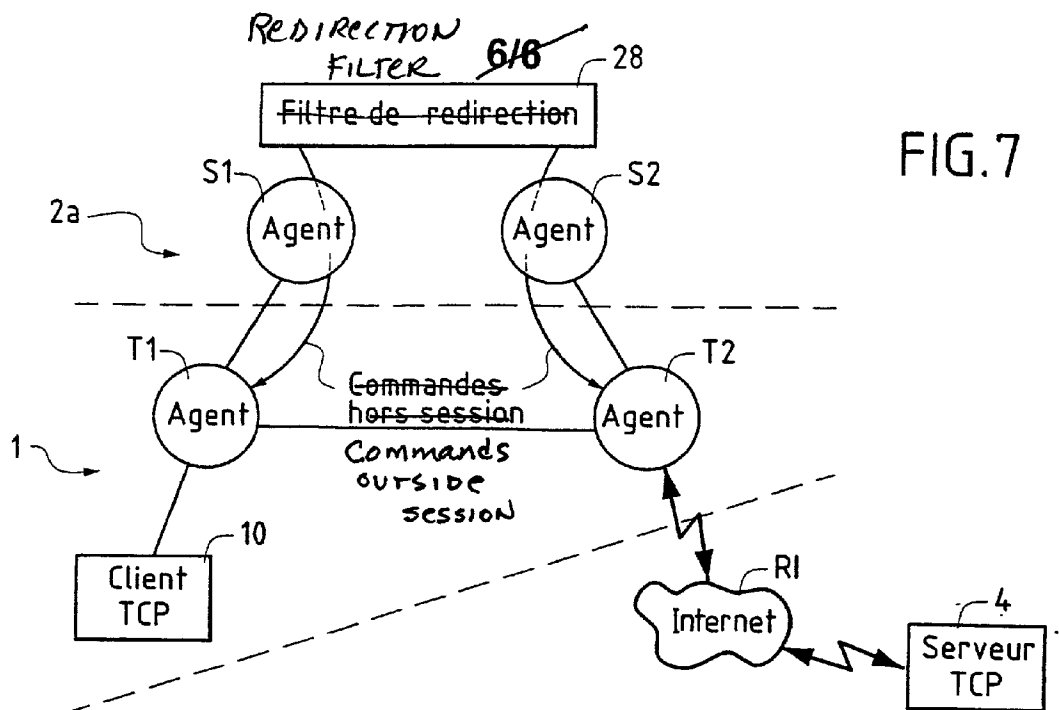 REDIRECTION
FILTER
6/6
28
Filtre de redirection
FIG.7
S1
S2
Agent
Agent
2a
T1
T2
Agent
Agent
Commandes
hors session
Commands
outside
session
1
10
Client
TCP
RI
Internet
4
Serveur
TCP